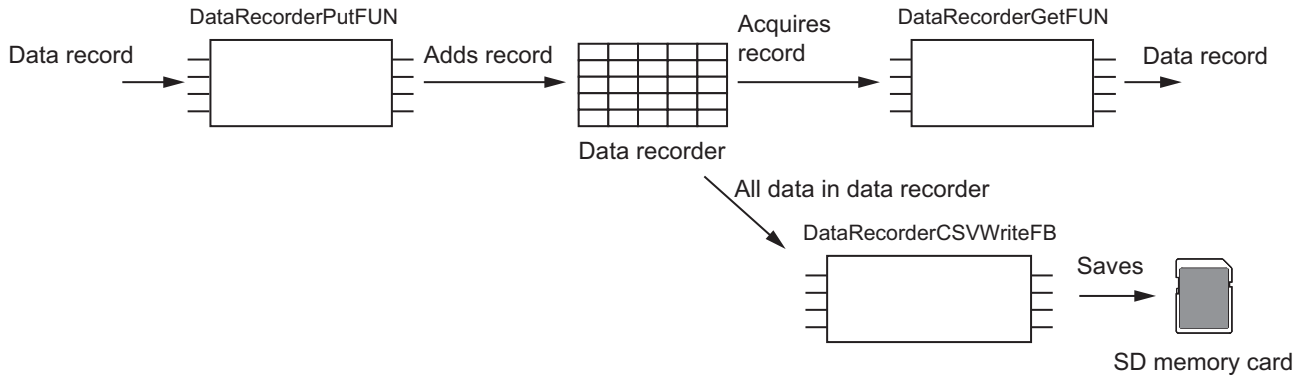 DataRecorderPutFUN
DataRecorderGetFUN
Data record
Adds record
Acquires
record
Data record
Data recorder
All data in data recorder
DataRecorderCSVWriteFB
Saves
SD memory card